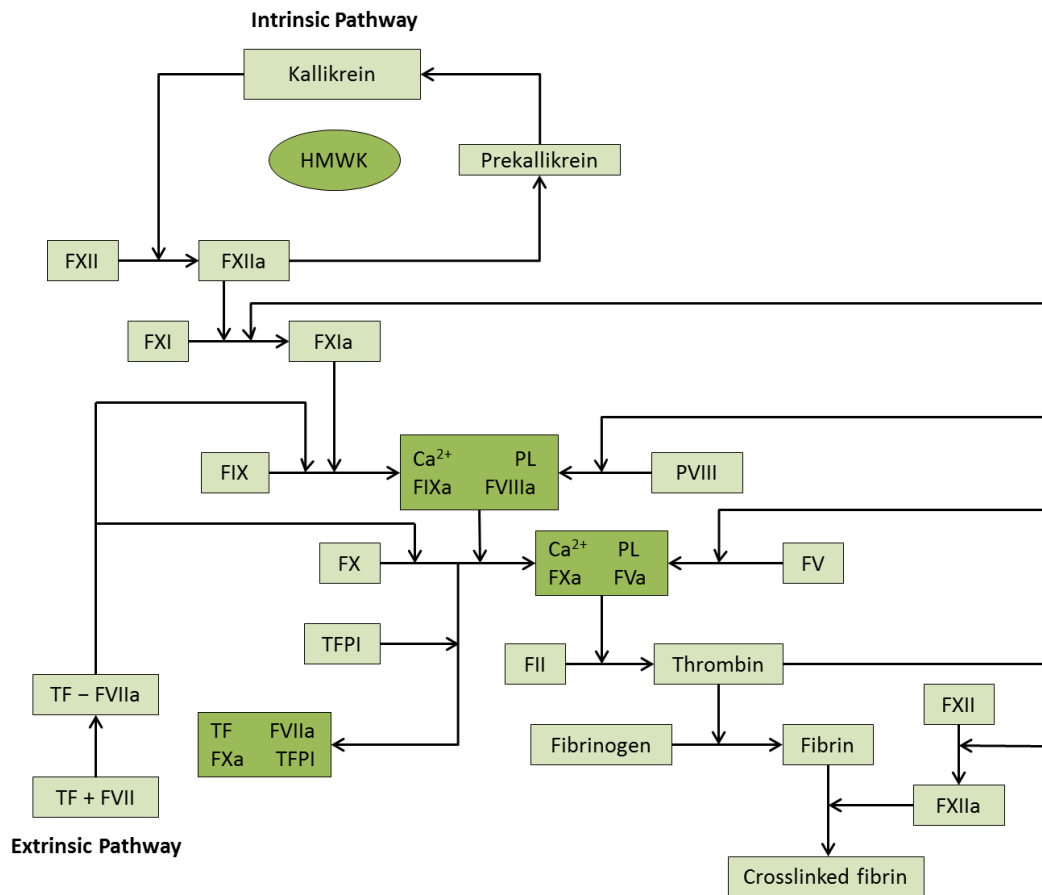 Intrinsic Pathway
Kallikrein
HMWK
Prekallikrein
FXII
FXIIa
FXI
FXIa
FIX
Ca²⁺ PL
FIXa FVIIIa
PVIII
FX
Ca²⁺ PL
FXa FVa
FV
TFPI
FII
Thrombin
TF – FVIIa
TF FVIIa
FXa TFPI
Fibrinogen
Fibrin
FXII
TF + FVII
FXIIa
Extrinsic Pathway
Crosslinked fibrin